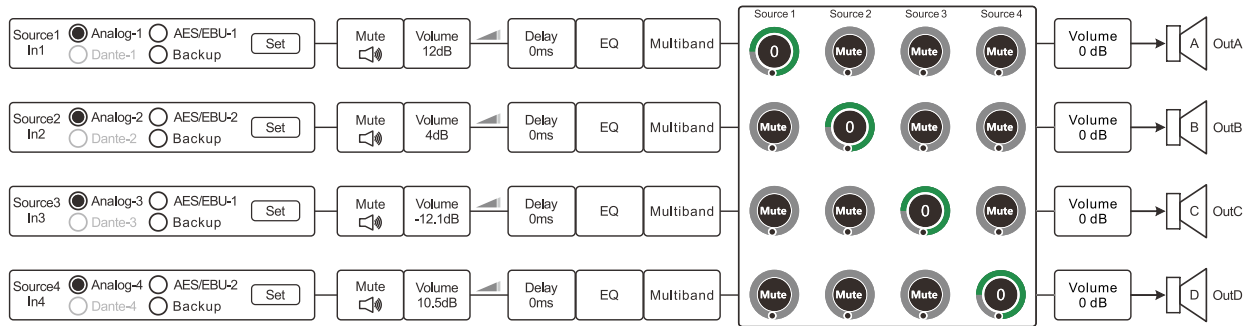 Source 1 Source 2 Source 3 Source 4
Source1 In1 Analog-1 AES/EBU-1 Dante-1 Backup Set Mute Volume 12dB Delay 0ms EQ Multiband 0 Mute Mute Mute Volume 0 dB A OutA
Source2 In2 Analog-2 AES/EBU-2 Dante-2 Backup Set Mute Volume 4dB Delay 0ms EQ Multiband Mute 0 Mute Mute Volume 0 dB B OutB
Source3 In3 Analog-3 AES/EBU-1 Dante-3 Backup Set Mute Volume -12.1dB Delay 0ms EQ Multiband Mute Mute 0 Mute Volume 0 dB C OutC
Source4 In4 Analog-4 AES/EBU-2 Dante-4 Backup Set Mute Volume 10.5dB Delay 0ms EQ Multiband Mute Mute Mute 0 Volume 0 dB D OutD